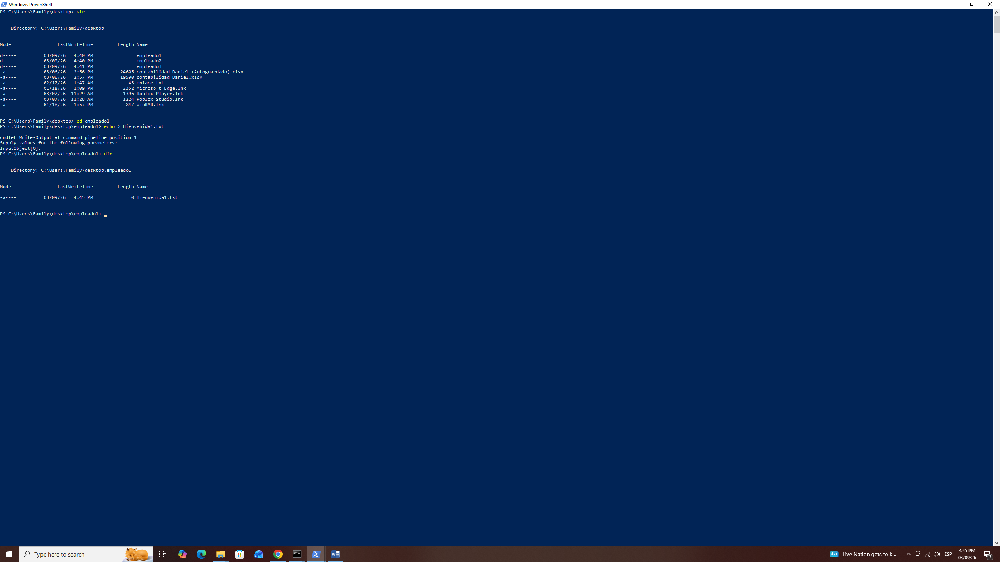 Windows PowerShell
PS C:\Users\Family\desktop> dir
Directory: C:\Users\Family\desktop
Mode                 LastWriteTime         Length Name
----                 -------------         ------ ----
d-----          03/09/26   4:40 PM                empleado1
d-----          03/09/26   4:40 PM                empleado2
d-----          03/09/26   4:41 PM                empleado3
-a----          03/06/26   2:56 PM          24605 contabilidad Daniel (Autoguardado).xlsx
-a----          03/06/26   2:57 PM          19590 contabilidad Daniel.xlsx
-a----          02/10/26   1:47 AM             43 enlace.txt
-a----          01/18/26   1:09 PM           2352 Microsoft Edge.lnk
-a----          03/07/26  11:29 AM           1396 Roblox Player.lnk
-a----          03/07/26  11:28 AM           1224 Roblox Studio.lnk
-a----          01/18/26   1:57 PM            847 WinRAR.lnk
PS C:\Users\Family\desktop> cd empleado1
PS C:\Users\Family\desktop\empleado1> echo > Bienvenida1.txt
cmdlet Write-Output at command pipeline position 1
Supply values for the following parameters:
InputObject[0]:
PS C:\Users\Family\desktop\empleado1> dir
Directory: C:\Users\Family\desktop\empleado1
Mode                 LastWriteTime         Length Name
----                 -------------         ------ ----
-a----          03/09/26   4:45 PM              0 Bienvenida1.txt
PS C:\Users\Family\desktop\empleado1>
Type here to search
Live Nation gets to k...
ESP
4:45 PM
03/09/26
3